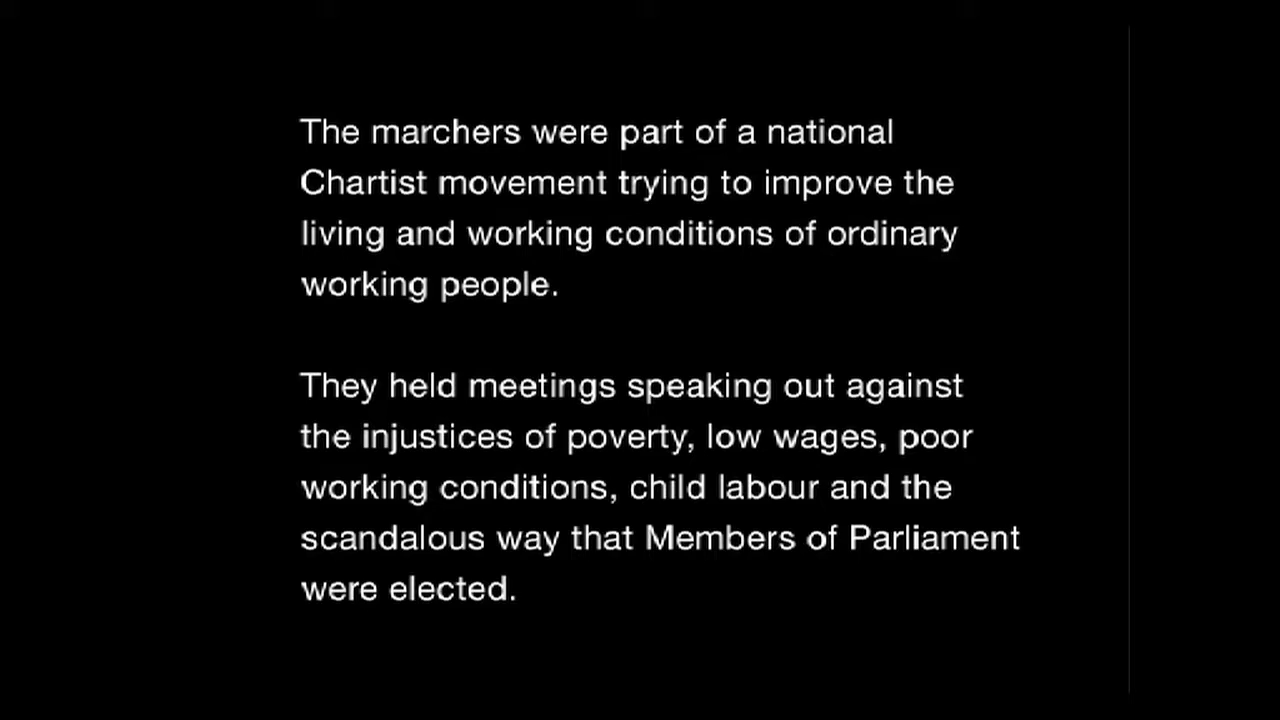 The marchers were part of a national
Chartist movement trying to improve the
living and working conditions of ordinary
working people.
They held meetings speaking out against
the injustices of poverty, low wages, poor
working conditions, child labour and the
scandalous way that Members of Parliament
were elected.